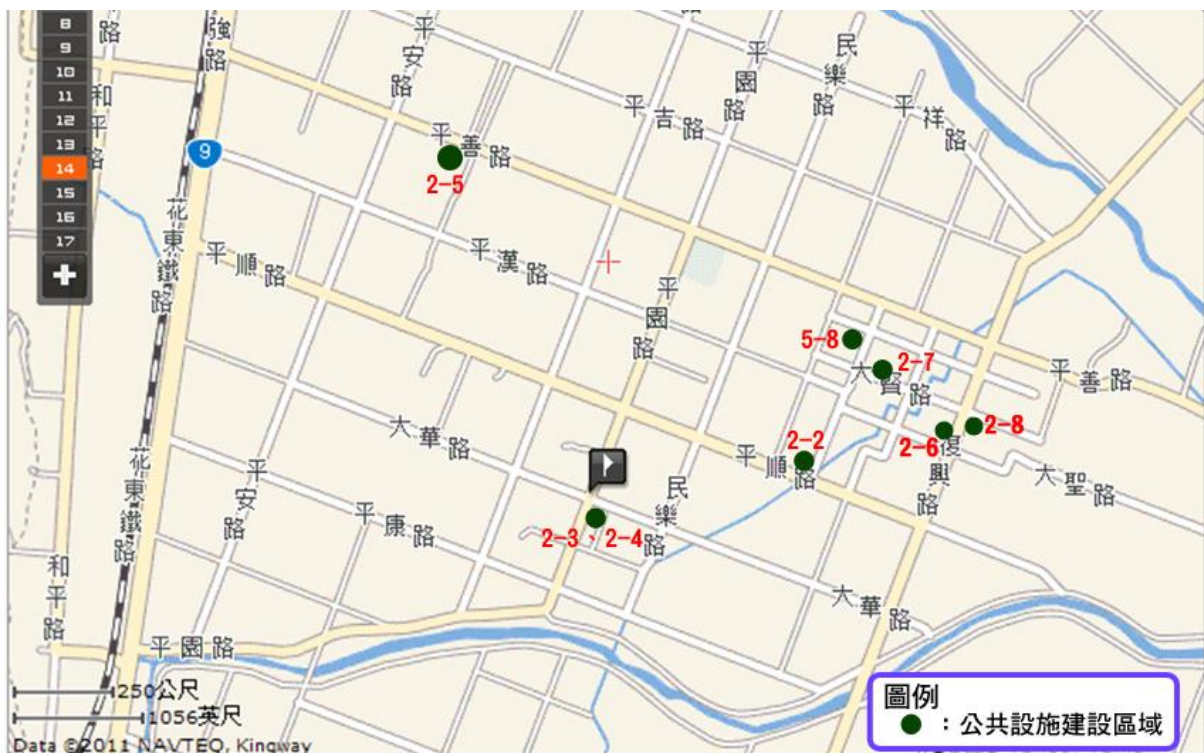 8
9
10
11
12
13
14
15
16
17
和平路
強路
平安路
平善路
平吉路
平園路
民樂路
平祥路
9
2-5
花東鐵路
平順路
平漢路
平園路
5-8
2-7
大賢路
平善路
2-2
2-6
2-8
復興路
大聖路
平順路
大華路
平安路
平康路
民樂路
2-3、2-4
花東鐵路
和平路
大華路
平園路
250公尺
1056英尺
Data ©2011 NAVTEQ, Kingway
圖例
：公共設施建設區域